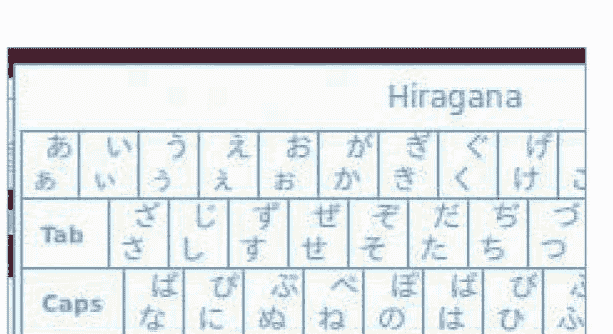 Hiragana
あ い う え お が ぎ ぐ げ
ぁ ぃ ぅ ぇ ぉ か き く け
ざ じ ず ぜ ぞ だ ぢ づ
Tab
さ し す せ そ た ち つ
ぱ ぴ ぷ ぺ ぽ ば び
Caps
な に ぬ ね の は ひ